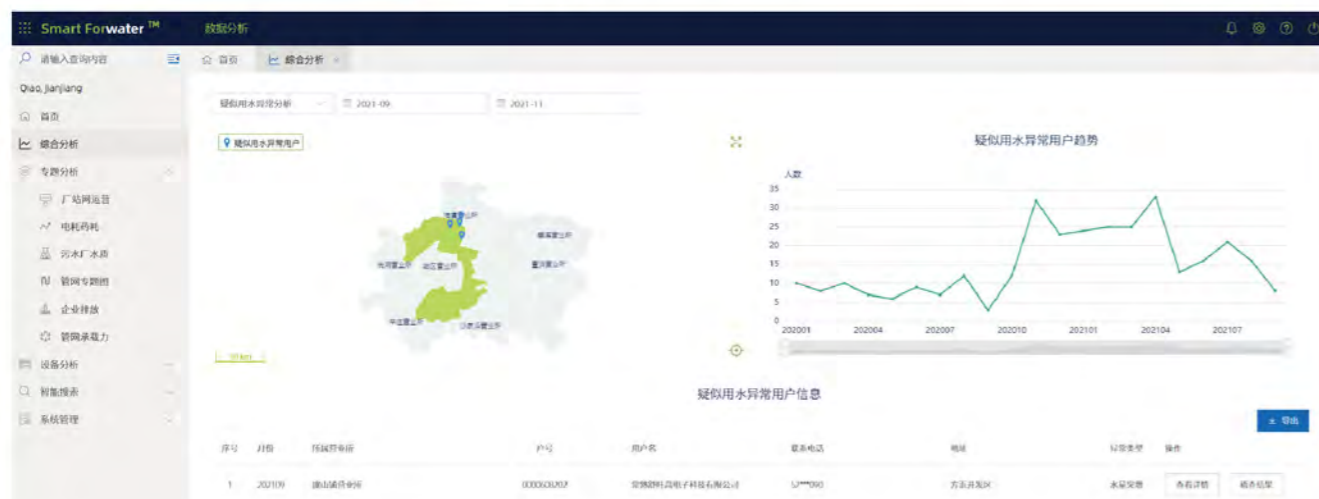 Smart Forwater ™ 数据分析
请输入查询内容 首页 综合分析 ×
Qiao, Jianjiang
疑似用水异常分析 2021-09 2021-11
首页
综合分析
专题分析
厂站网运营
电耗药耗
污水厂水质
管网专题图
企业排放
管网承载力
设备分析
智能搜索
系统管理
疑似用水异常用户
疑似用水异常用户趋势
人数
35
30
25
20
15
10
5
0
202001 202004 202007 202010 202101 202104 202107
疑似用水异常用户信息
导出
序号 月份 所属营业所 户号 用户名 联系电话 地址 异常类型 操作
1 202109 水量突增 查看详情